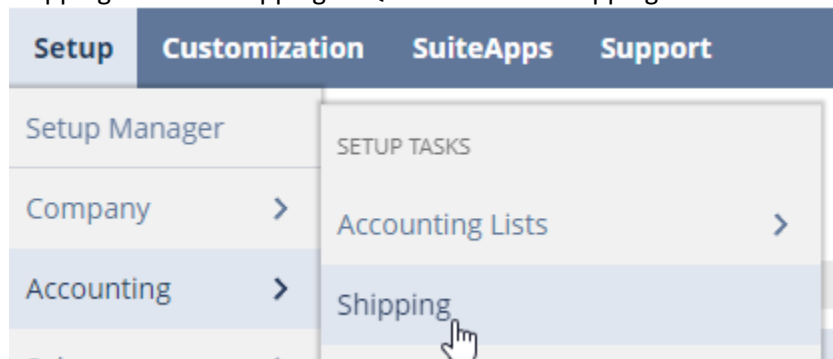 Setup Customization SuiteApps Support
Setup Manager
SETUP TASKS
Company
Accounting Lists
Accounting
Shipping